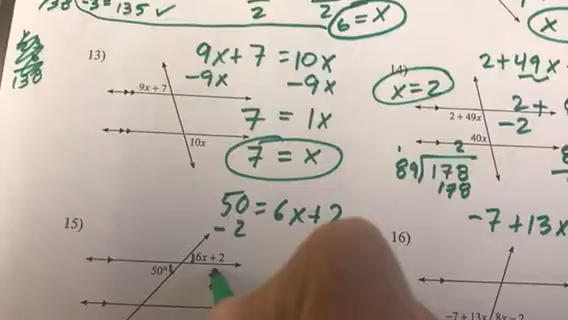 138 -3 = 135 ✓
2 2
6 = x
x
138
13)
9x + 7 = 10x
-9x -9x
9x + 7
7 = 1x
10x
7 = x
14)
2 + 49x
x = 2
2 +
-2
2 + 49x
40x
2
89)178
178
15)
50 = 6x + 2
-2
6x + 2
50°
16)
-7 + 13x
-7 + 13x
8x - 2